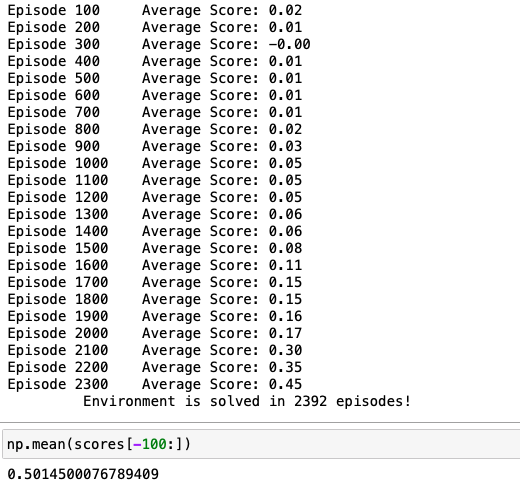 Episode 100 Average Score: 0.02
Episode 200 Average Score: 0.01
Episode 300 Average Score: -0.00
Episode 400 Average Score: 0.01
Episode 500 Average Score: 0.01
Episode 600 Average Score: 0.01
Episode 700 Average Score: 0.01
Episode 800 Average Score: 0.02
Episode 900 Average Score: 0.03
Episode 1000 Average Score: 0.05
Episode 1100 Average Score: 0.05
Episode 1200 Average Score: 0.05
Episode 1300 Average Score: 0.06
Episode 1400 Average Score: 0.06
Episode 1500 Average Score: 0.08
Episode 1600 Average Score: 0.11
Episode 1700 Average Score: 0.15
Episode 1800 Average Score: 0.15
Episode 1900 Average Score: 0.16
Episode 2000 Average Score: 0.17
Episode 2100 Average Score: 0.30
Episode 2200 Average Score: 0.35
Episode 2300 Average Score: 0.45
Environment is solved in 2392 episodes!
np.mean(scores[-100:])
0.5014500076789409